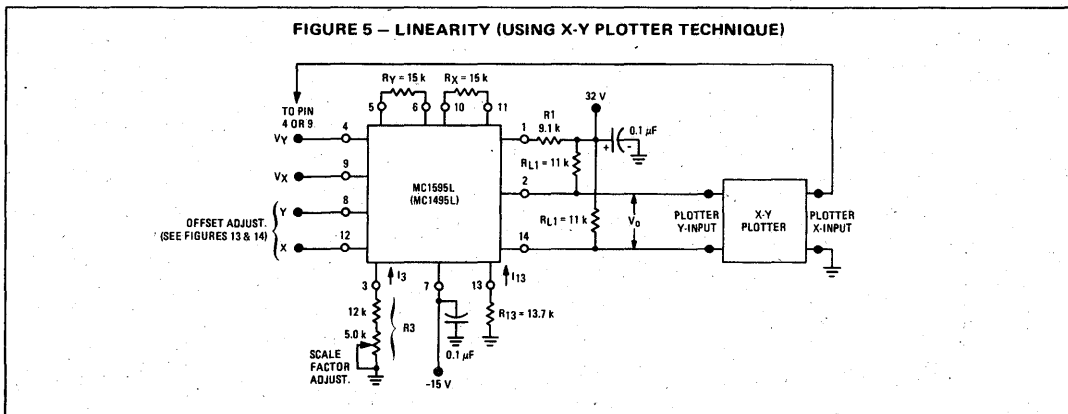 FIGURE 5 – LINEARITY (USING X-Y PLOTTER TECHNIQUE)
RY = 15 k
RX = 15 k
TO PIN
4 OR 9
5
6
10
11
32 V
VY
4
1
R1
9.1 k
0.1 μF
+
-
RL1 = 11 k
VX
9
MC1595L
(MC1495L)
2
OFFSET ADJUST.
(SEE FIGURES 13 & 14)
Y
8
X
12
RL1 = 11 k
14
Vo
PLOTTER
Y-INPUT
X-Y
PLOTTER
PLOTTER
X-INPUT
3
I3
7
13
I13
12 k
5.0 k
R3
R13 = 13.7 k
SCALE
FACTOR
ADJUST.
0.1 μF
-15 V